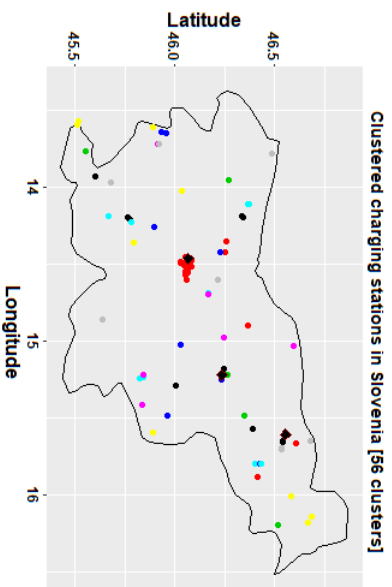 Clustered charging stations in Slovenia [56 clusters]
Latitude
46.5
46.0
45.5
14
15
16
Longitude